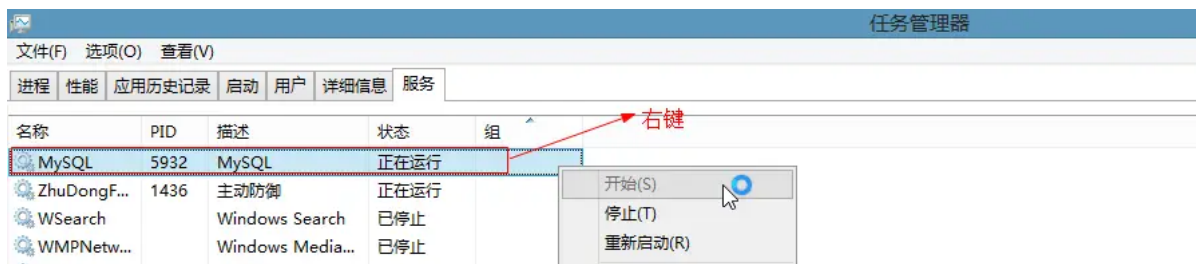 任务管理器
文件(F) 选项(O) 查看(V)
进程 性能 应用历史记录 启动 用户 详细信息 服务
名称 PID 描述 状态 组
右键
MySQL 5932 MySQL 正在运行
ZhuDongF... 1436 主动防御 正在运行
WSearch Windows Search 已停止
WMPNetw... Windows Media... 已停止
开始(S)
停止(T)
重新启动(R)